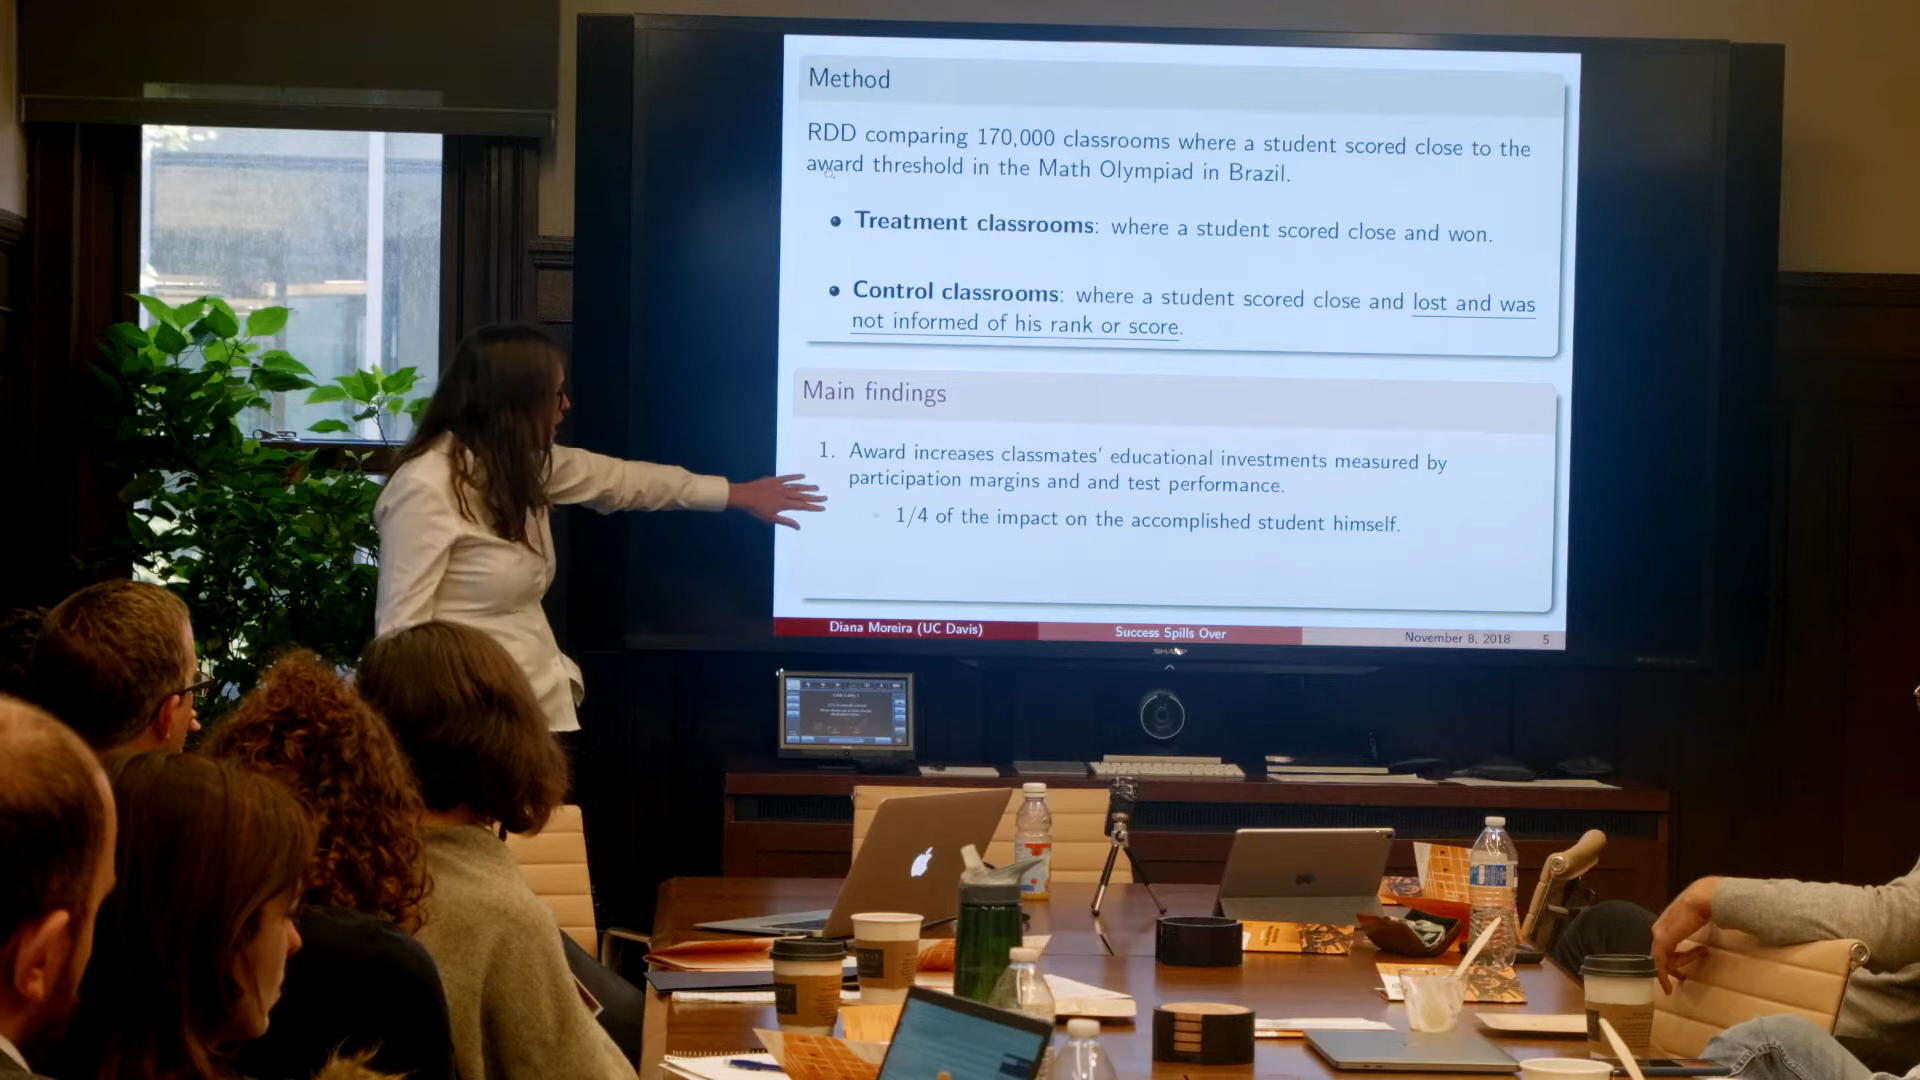 Method
RDD comparing 170,000 classrooms where a student scored close to the
award threshold in the Math Olympiad in Brazil.
Treatment classrooms: where a student scored close and won.
Control classrooms: where a student scored close and lost and was
not informed of his rank or score.
Main findings
1. Award increases classmates' educational investments measured by
participation margins and and test performance.
1/4 of the impact on the accomplished student himself.
Diana Moreira (UC Davis) Success Spills Over November 8, 2018 5
SHARP